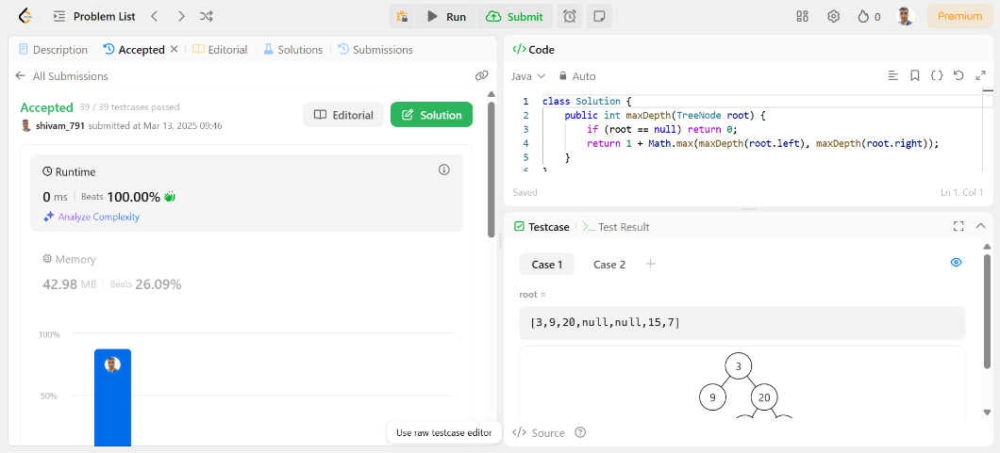 Problem List
Run
Submit
0
Premium
Description
Accepted
Editorial
Solutions
Submissions
All Submissions
Accepted 39 / 39 testcases passed
shivam_791 submitted at Mar 13, 2025 09:46
Editorial
Solution
Runtime
0 ms | Beats 100.00%
Analyze Complexity
Memory
42.98 MB | Beats 26.09%
100%
50%
Use raw testcase editor
</> Code
Java
Auto
1 class Solution {
2     public int maxDepth(TreeNode root) {
3         if (root == null) return 0;
4         return 1 + Math.max(maxDepth(root.left), maxDepth(root.right));
5     }
Saved
Ln 1, Col 1
Testcase
Test Result
Case 1
Case 2
+
root =
[3,9,20,null,null,15,7]
3
9
20
</> Source